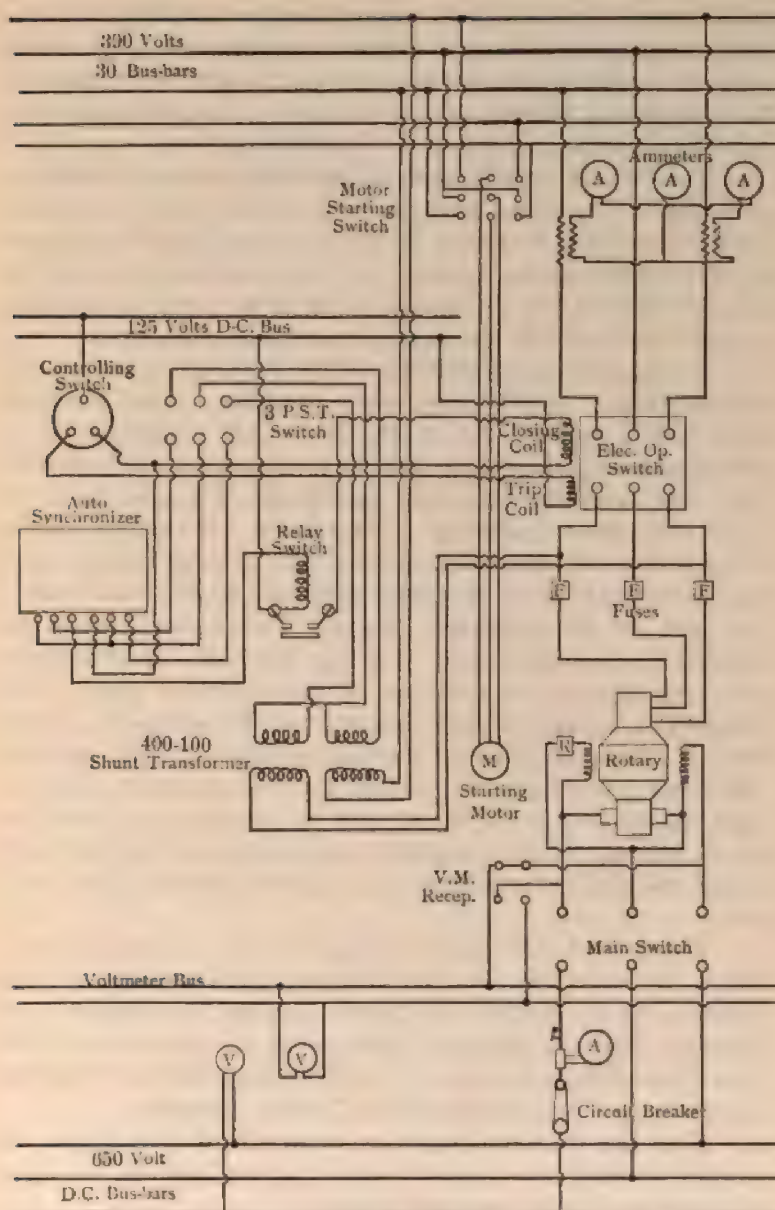 390 Volts
30 Bus-bars
Ammeters
A
A
A
Motor
Starting
Switch
125 Volts D-C. Bus
Controlling
Switch
3 P.S.T.
Switch
Closing
Coil
Elec. Op.
Switch
Trip
Coil
Auto
Synchronizer
Relay
Switch
F
F
F
Fuses
400-100
Shunt Transformer
M
Starting
Motor
R
Rotary
V.M.
Recep.
Main Switch
Voltmeter Bus
V
V
A
Circuit Breaker
650 Volt
D.C. Bus-bars